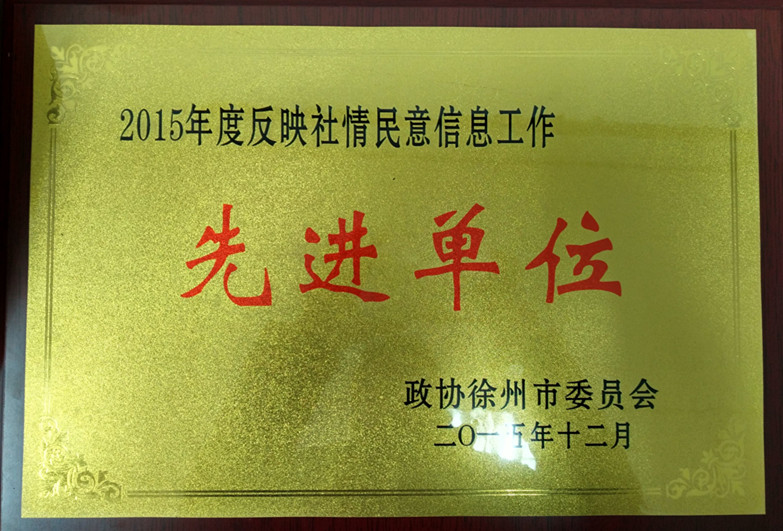 2015年度反映社情民意信息工作
先进单位
政协徐州市委员会
二〇一五年十二月